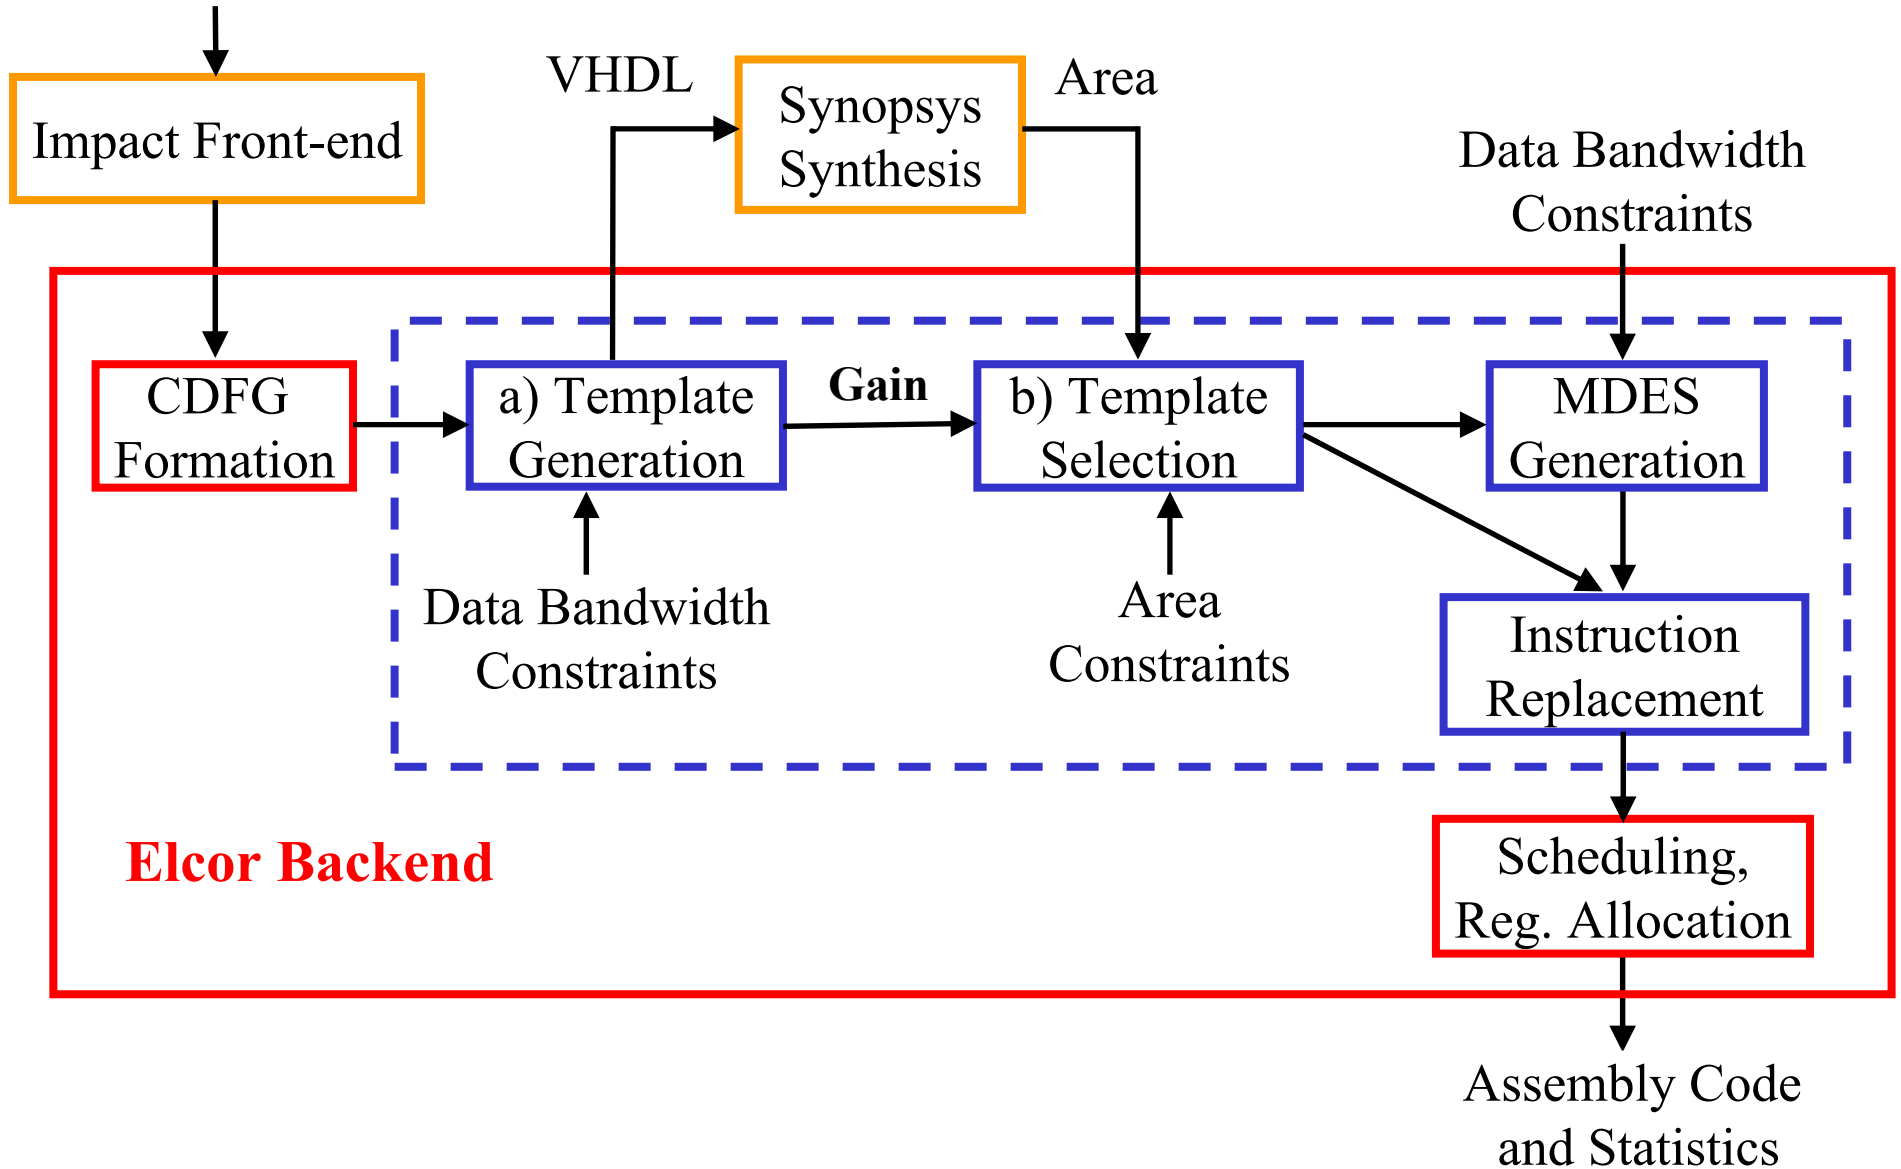 Impact Front-end
VHDL
Synopsys
Synthesis
Area
Data Bandwidth
Constraints
CDFG
Formation
a) Template
Generation
Gain
b) Template
Selection
MDES
Generation
Data Bandwidth
Constraints
Area
Constraints
Instruction
Replacement
Elcor Backend
Scheduling,
Reg. Allocation
Assembly Code
and Statistics